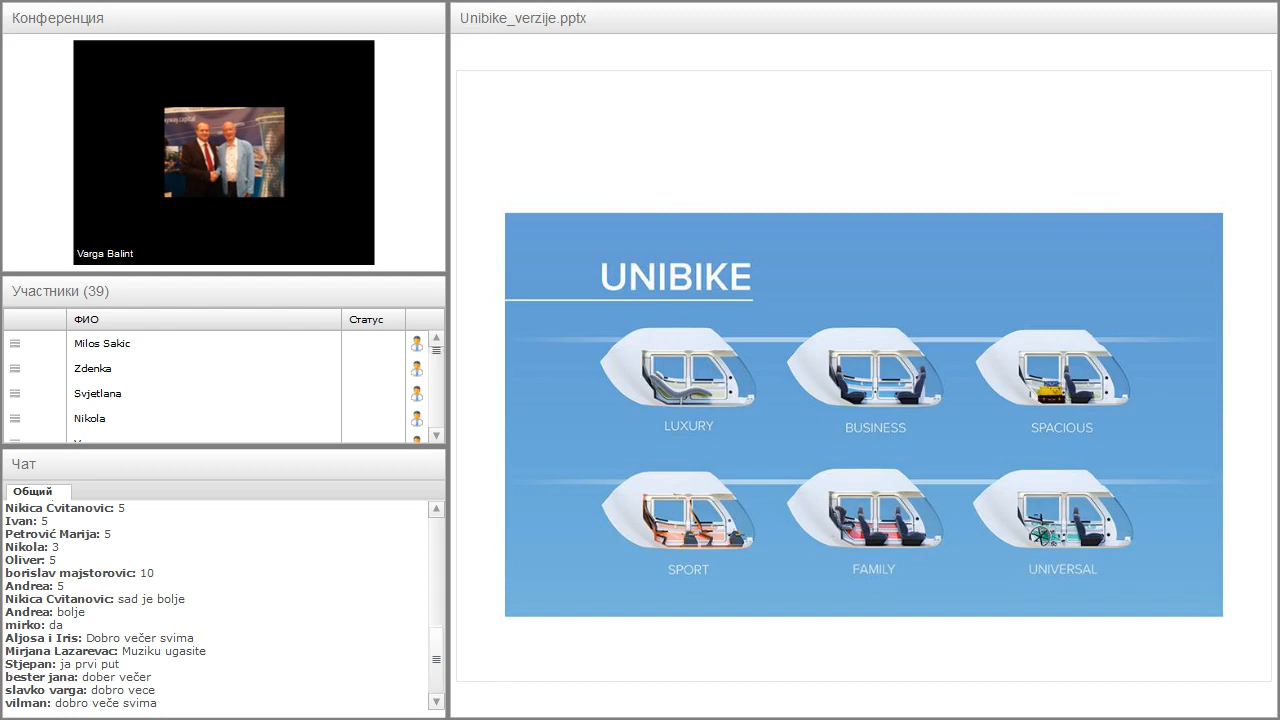 Конференция
Varga Balint
Участники (39)
ФИО Статус
Milos Sakic
Zdenka
Svjetlana
Nikola
Чат
Общий
Nikica Cvitanovic: 5
Ivan: 5
Petrović Marija: 5
Nikola: 3
Oliver: 5
borislav majstorovic: 10
Andrea: 5
Nikica Cvitanovic: sad je bolje
Andrea: bolje
mirko: da
Aljosa i Iris: Dobro večer svima
Mirjana Lazarevac: Muziku ugasite
Stjepan: ja prvi put
bester jana: dober večer
slavko varga: dobro vece
vilman: dobro veče svima
Unibike_verzije.pptx
UNIBIKE
LUXURY BUSINESS SPACIOUS
SPORT FAMILY UNIVERSAL